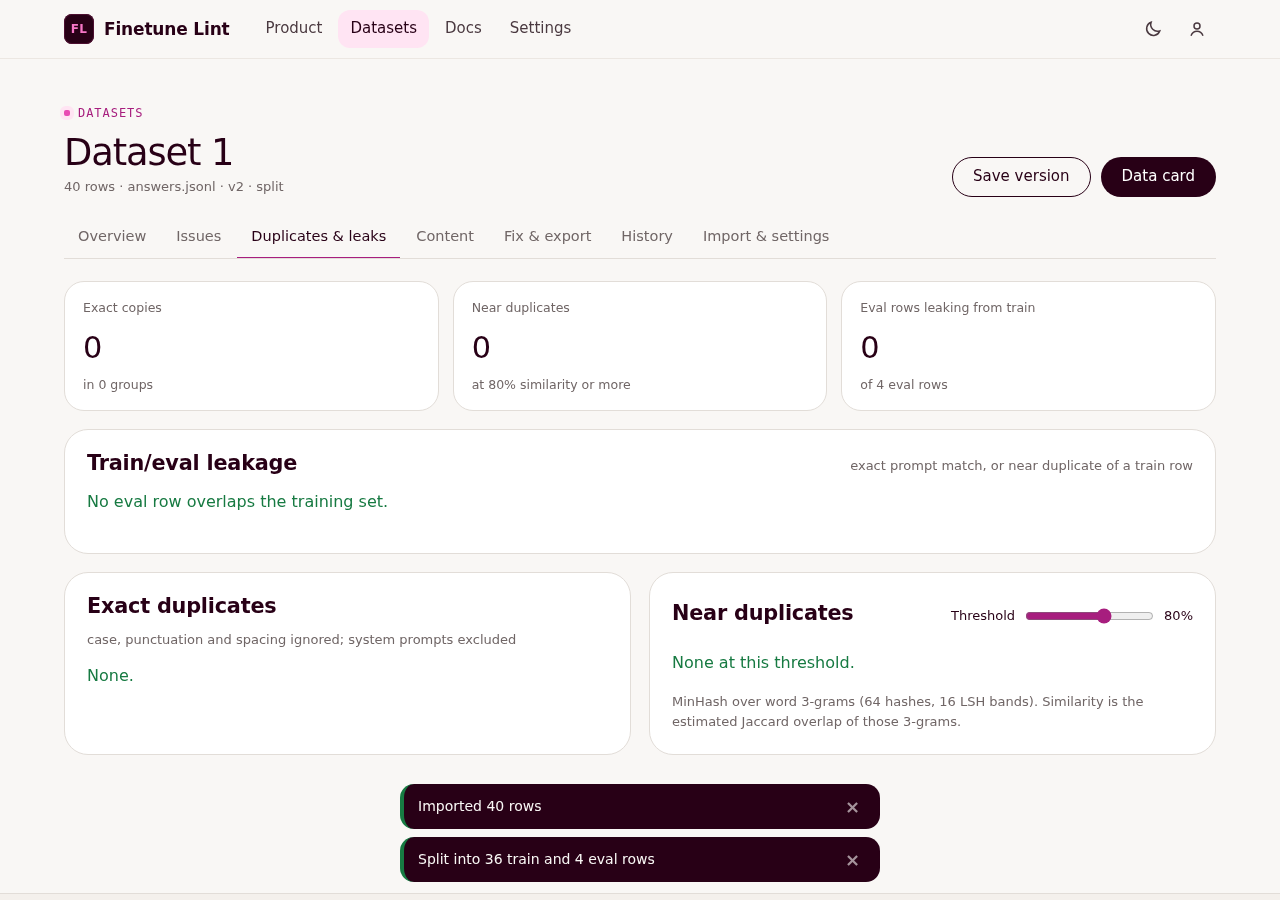 FL Finetune Lint Product Datasets Docs Settings
DATASETS
Dataset 1
40 rows · answers.jsonl · v2 · split
Save version Data card
Overview Issues Duplicates & leaks Content Fix & export History Import & settings
Exact copies
0
in 0 groups
Near duplicates
0
at 80% similarity or more
Eval rows leaking from train
0
of 4 eval rows
Train/eval leakage
exact prompt match, or near duplicate of a train row
No eval row overlaps the training set.
Exact duplicates
case, punctuation and spacing ignored; system prompts excluded
None.
Near duplicates
Threshold 80%
None at this threshold.
MinHash over word 3-grams (64 hashes, 16 LSH bands). Similarity is the
estimated Jaccard overlap of those 3-grams.
Imported 40 rows
Split into 36 train and 4 eval rows